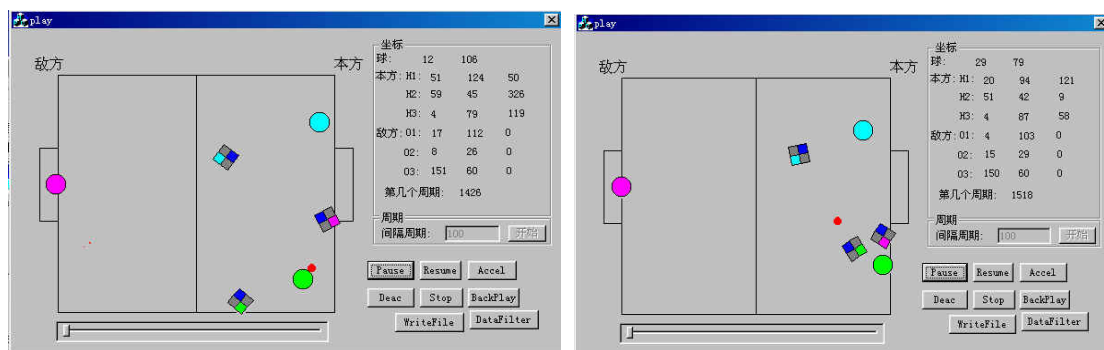 play
敌方 本方
坐标
球: 12 106
本方: H1: 51 124 50
H2: 59 45 326
H3: 4 79 119
敌方: O1: 17 112 0
O2: 8 26 0
O3: 151 60 0
第几个周期: 1426
周期
间隔周期: 100 开始
Pause Resume Accel
Deac Stop BackPlay
WriteFile DataFilter
play
敌方 本方
坐标
球: 29 79
本方: H1: 20 94 121
H2: 51 42 9
H3: 4 87 58
敌方: O1: 4 103 0
O2: 15 29 0
O3: 150 60 0
第几个周期: 1518
周期
间隔周期: 100 开始
Pause Resume Accel
Deac Stop BackPlay
WriteFile DataFilter